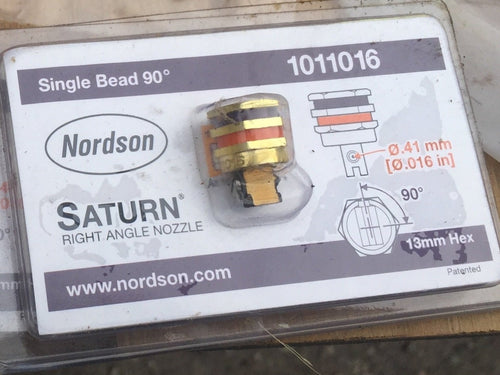 Single Bead 90°
1011016
Nordson
Ø.41 mm
[Ø.016 in]
90°
SATURN®
RIGHT ANGLE NOZZLE
13mm Hex
www.nordson.com
Patented